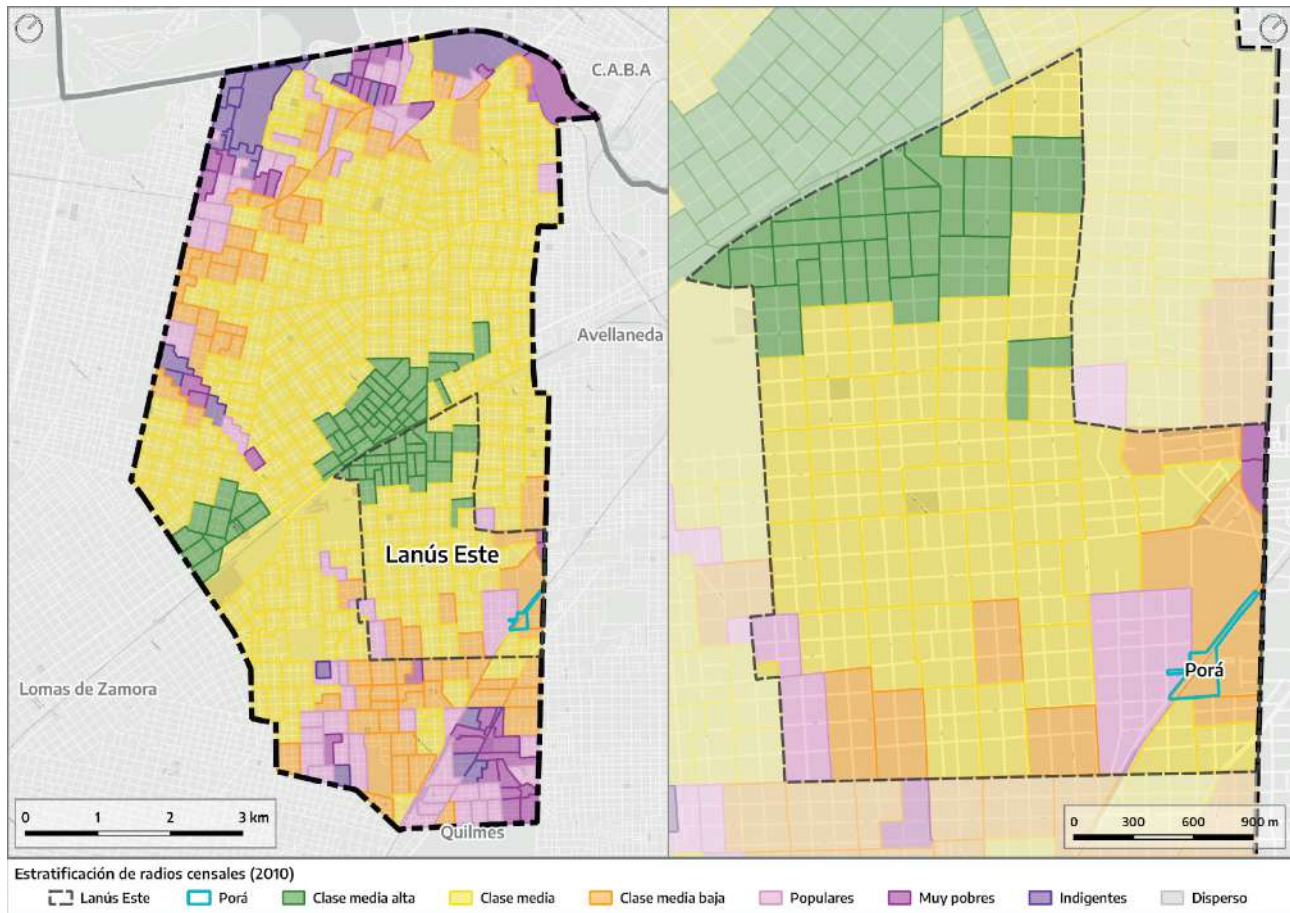 C.A.B.A
Avellaneda
Lanús Este
Lomas de Zamora
Quilmes
0 1 2 3 km
Porá
0 300 600 900 m
Estratificación de radios censales (2010)
Lanús Este Porá Clase media alta Clase media Clase media baja Populares Muy pobres Indigentes Disperso